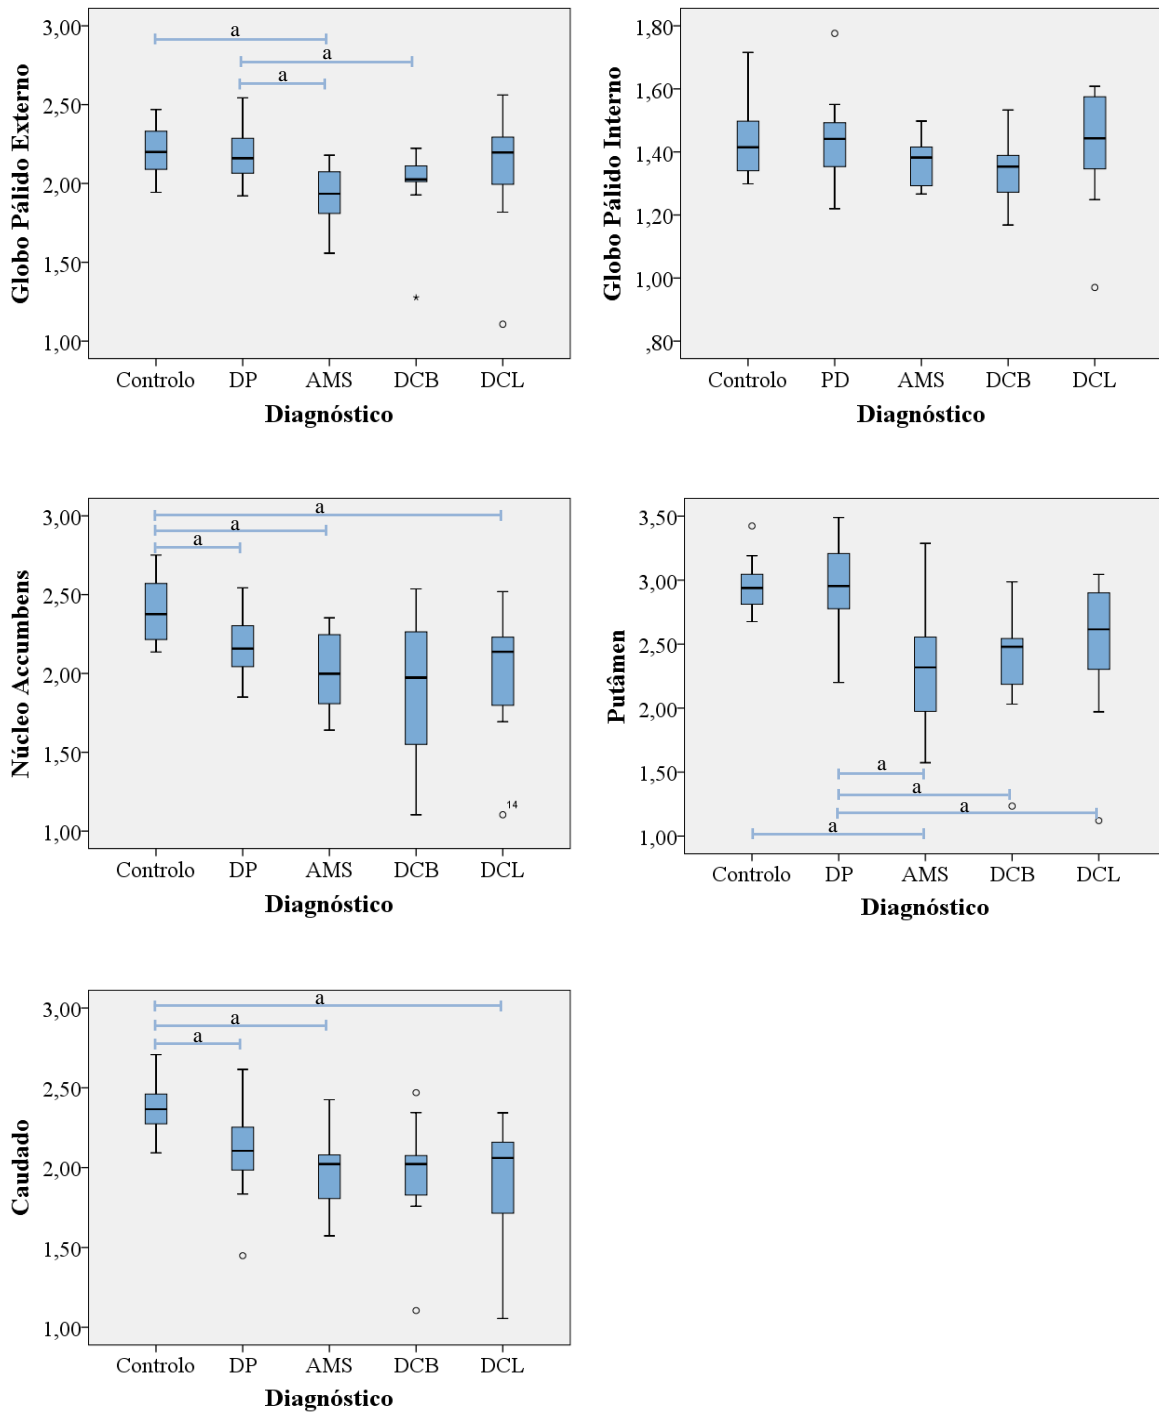 Globo Pálido Externo
3,00
2,50
2,00
1,50
1,00
a
a
a
*
Controlo DP AMS DCB DCL
Diagnóstico
Globo Pálido Interno
1,80
1,60
1,40
1,20
1,00
,80
Controlo PD AMS DCB DCL
Diagnóstico
Núcleo Accumbens
3,00
2,50
2,00
1,50
1,00
a
a
a
14
Controlo DP AMS DCB DCL
Diagnóstico
Putâmen
3,50
3,00
2,50
2,00
1,50
1,00
a
a
a
a
Controlo DP AMS DCB DCL
Diagnóstico
Caudado
3,00
2,50
2,00
1,50
1,00
a
a
a
Controlo DP AMS DCB DCL
Diagnóstico